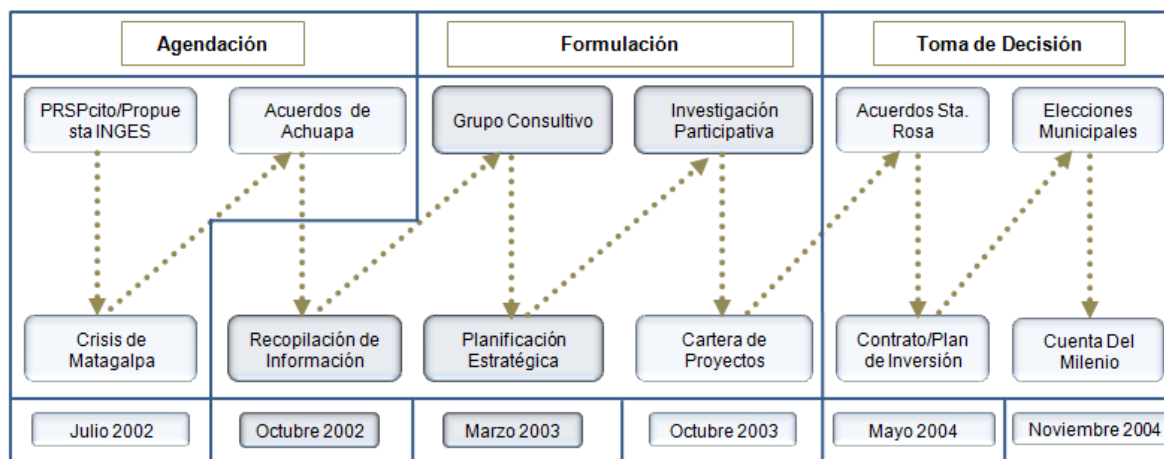 Agendación
Formulación
Toma de Decisión
PRSPcito/Propue
sta INGES
Acuerdos de
Achuapa
Grupo Consultivo
Investigación
Participativa
Acuerdos Sta.
Rosa
Elecciones
Municipales
Crisis de
Matagalpa
Recopilación de
Información
Planificación
Estratégica
Cartera de
Proyectos
Contrato/Plan
de Inversión
Cuenta Del
Milenio
Julio 2002
Octubre 2002
Marzo 2003
Octubre 2003
Mayo 2004
Noviembre 2004